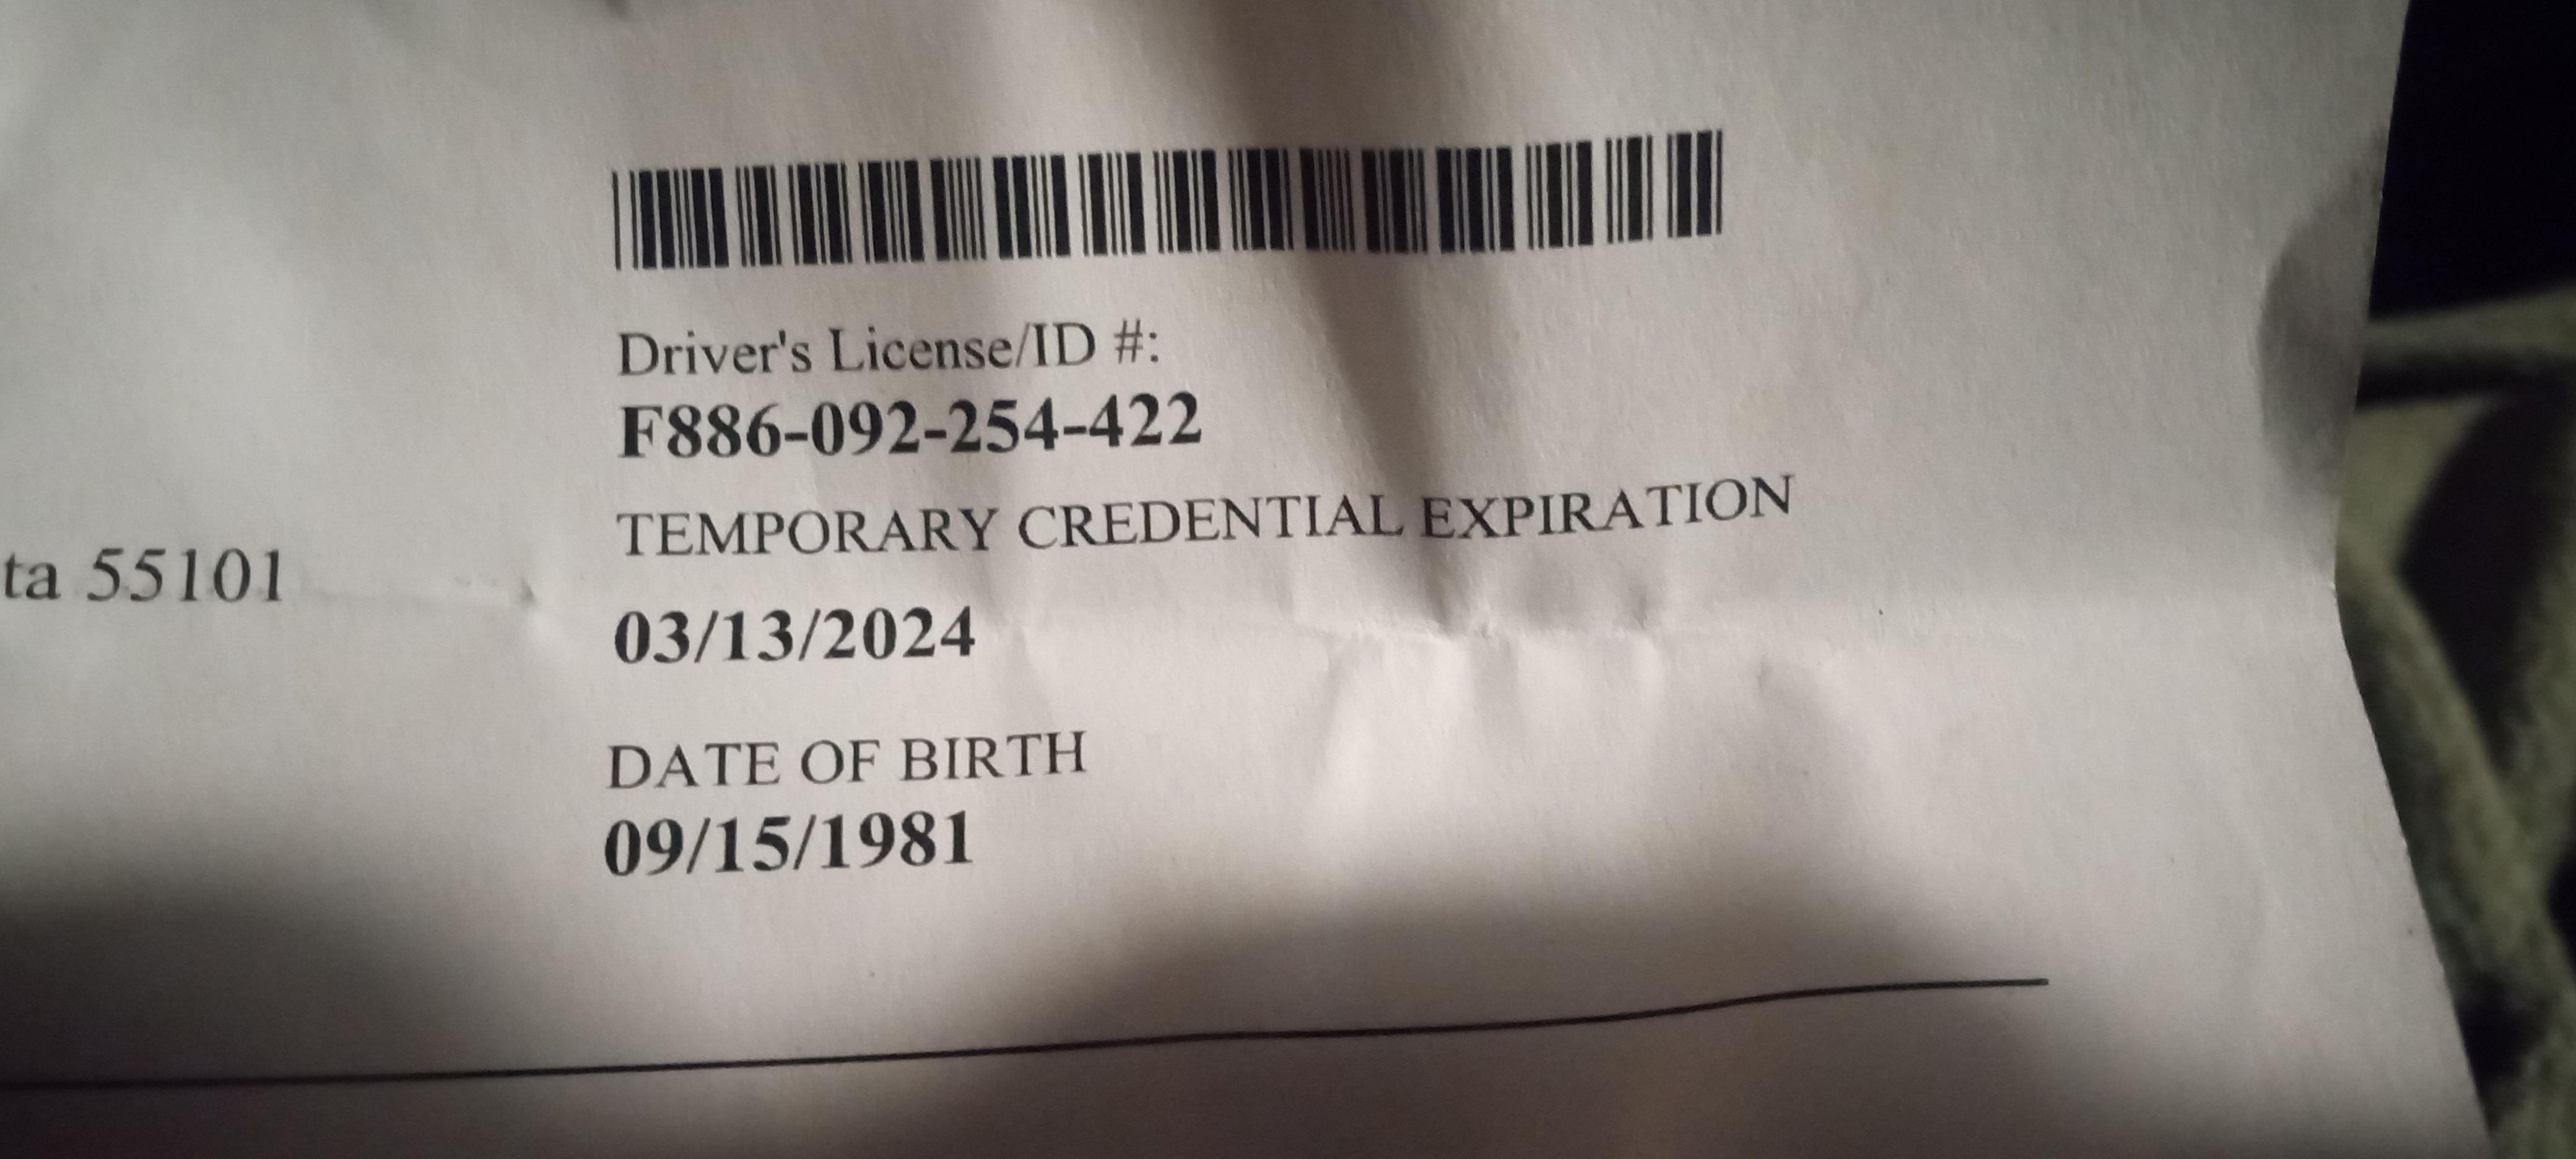 Driver's License/ID #:
F886-092-254-422
TEMPORARY CREDENTIAL EXPIRATION
ta 55101
03/13/2024
DATE OF BIRTH
09/15/1981